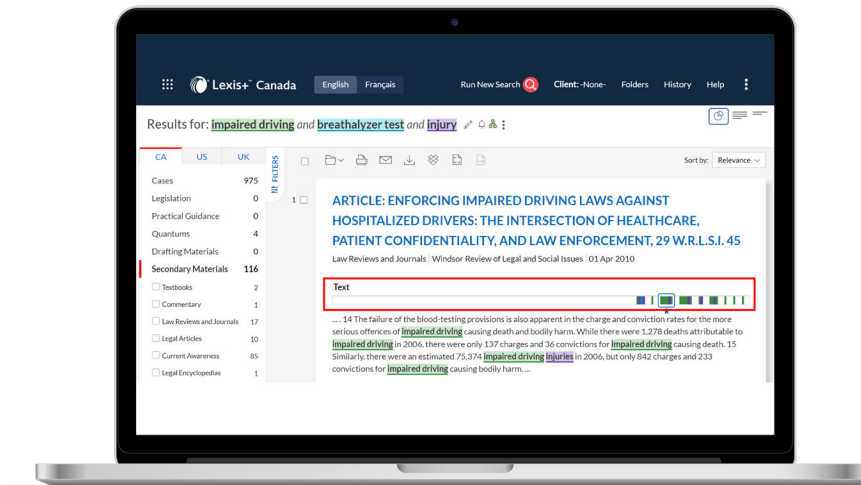 Lexis+™ Canada English Français Run New Search Client: -None- Folders History Help
Results for: impaired driving and breathalyzer test and injury
CA US UK
FILTERS
Sort by: Relevance
Cases 975
Legislation 0
Practical Guidance 0
Quantums 4
Drafting Materials 0
Secondary Materials 116
Textbooks 2
Commentary 1
Law Reviews and Journals 17
Legal Articles 10
Current Awareness 85
Legal Encyclopedias 1
1
ARTICLE: ENFORCING IMPAIRED DRIVING LAWS AGAINST
HOSPITALIZED DRIVERS: THE INTERSECTION OF HEALTHCARE,
PATIENT CONFIDENTIALITY, AND LAW ENFORCEMENT, 29 W.R.L.S.I. 45
Law Reviews and Journals | Windsor Review of Legal and Social Issues | 01 Apr 2010
Text
... . 14 The failure of the blood-testing provisions is also apparent in the charge and conviction rates for the more
serious offences of impaired driving causing death and bodily harm. While there were 1,278 deaths attributable to
impaired driving in 2006, there were only 137 charges and 36 convictions for impaired driving causing death. 15
Similarly, there were an estimated 75,374 impaired driving injuries in 2006, but only 842 charges and 233
convictions for impaired driving causing bodily harm. ...